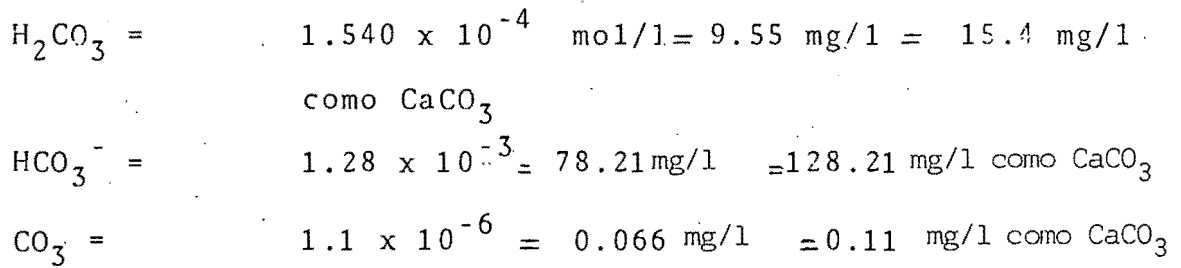 H₂CO₃ = 1.540 x 10⁻⁴ mol/l = 9.55 mg/l = 15.4 mg/l
como CaCO₃
HCO₃⁻ = 1.28 x 10⁻³ = 78.21 mg/l = 128.21 mg/l como CaCO₃
CO₃ = 1.1 x 10⁻⁶ = 0.066 mg/l = 0.11 mg/l como CaCO₃